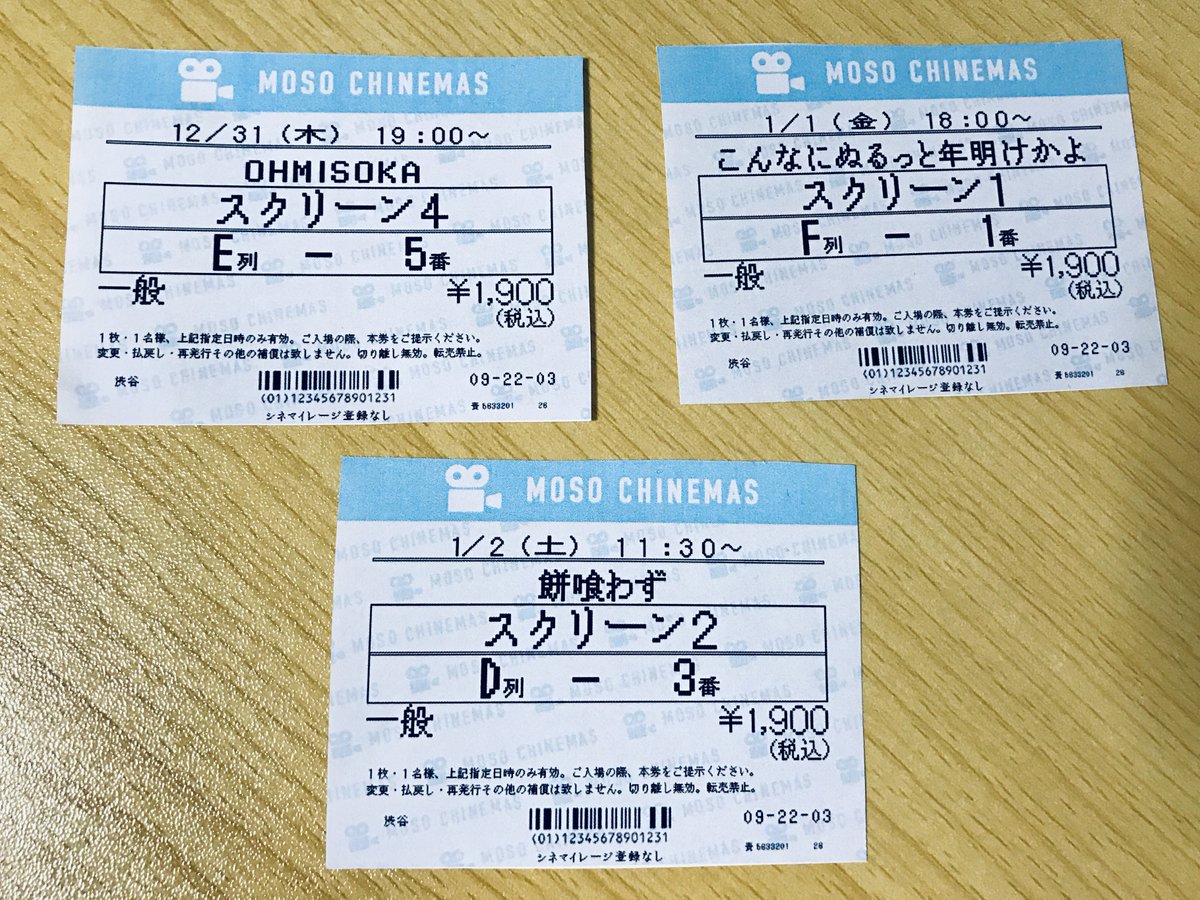 MOSO CHINEMAS
12/31(木) 19:00～
OHMISOKA
スクリーン4
E列 － 5番
一般 ¥1,900
(税込)
1枚・1名様、上記指定日時のみ有効。ご入場の際、本券をご提示ください。
変更・払戻し・再発行その他の補償は致しません。切り離し無効。転売禁止。
渋谷 09-22-03
(01)12345678901231
シネマイレージ登録なし 28
MOSO CHINEMAS
1/1(金) 18:00～
こんなにぬるっと年明けかよ
スクリーン1
F列 － 1番
一般 ¥1,900
(税込)
1枚・1名様、上記指定日時のみ有効。ご入場の際、本券をご提示ください。
変更・払戻し・再発行その他の補償は致しません。切り離し無効。転売禁止。
渋谷 09-22-03
(01)12345678901231
シネマイレージ登録なし 28
MOSO CHINEMAS
1/2(土) 11:30～
餅喰わず
スクリーン2
D列 － 3番
一般 ¥1,900
(税込)
1枚・1名様、上記指定日時のみ有効。ご入場の際、本券をご提示ください。
変更・払戻し・再発行その他の補償は致しません。切り離し無効。転売禁止。
渋谷 09-22-03
(01)12345678901231
シネマイレージ登録なし 28